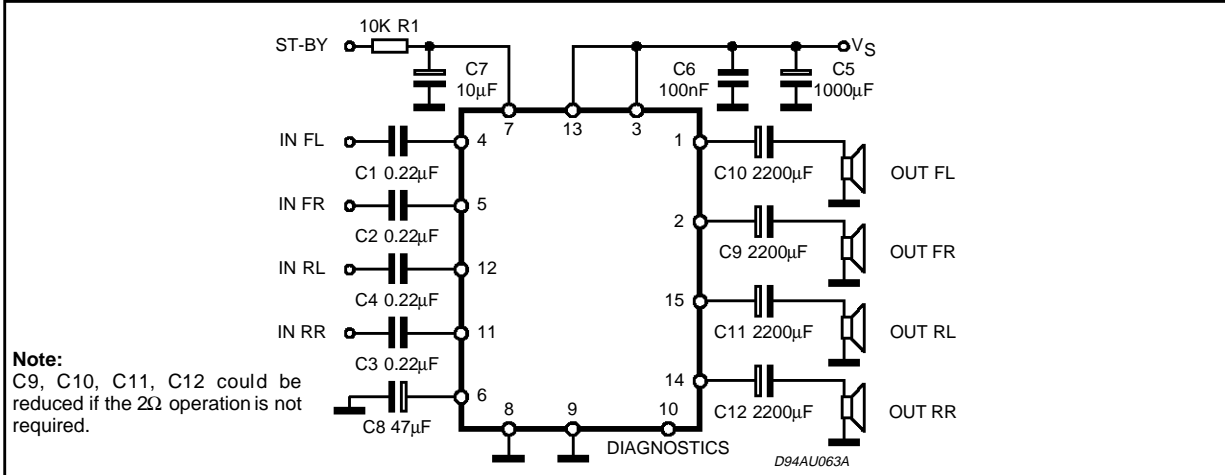 10K R1
ST-BY
C7
10µF
C6
100nF
VS
C5
1000µF
7
13
3
IN FL
4
C1 0.22µF
1
C10 2200µF
OUT FL
IN FR
5
C2 0.22µF
2
C9 2200µF
OUT FR
IN RL
12
C4 0.22µF
15
C11 2200µF
OUT RL
IN RR
11
C3 0.22µF
14
C12 2200µF
OUT RR
6
C8 47µF
8
9
10
DIAGNOSTICS
Note:
C9, C10, C11, C12 could be
reduced if the 2Ω operation is not
required.
D94AU063A